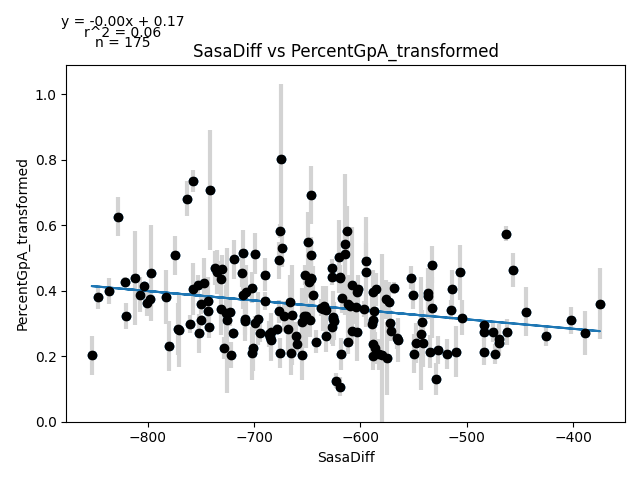 y = -0.00x + 0.17
r^2 = 0.06
n = 175
SasaDiff vs PercentGpA_transformed
PercentGpA_transformed
1.0
0.8
0.6
0.4
0.2
0.0
−800 −700 −600 −500 −400
SasaDiff